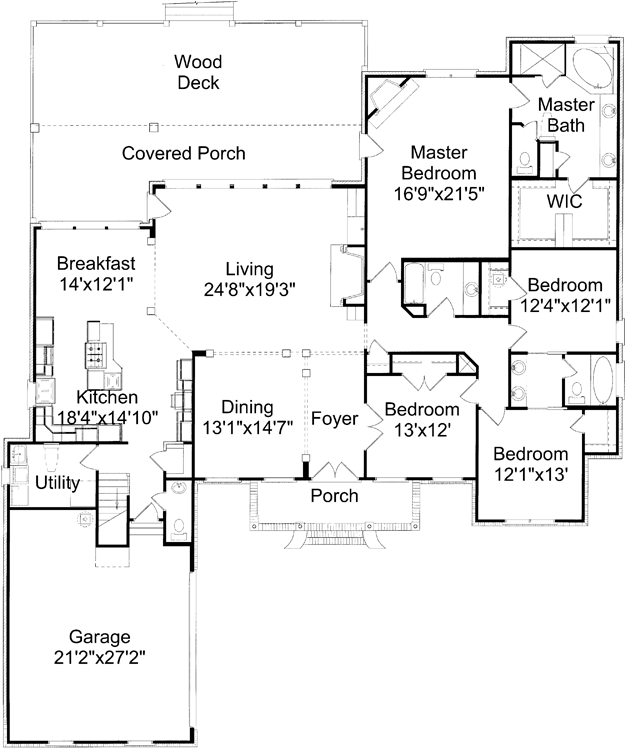 Wood
Deck
Covered Porch
Master
Bath
Master
Bedroom
16'9"x21'5"
WIC
Breakfast
14'x12'1"
Living
24'8"x19'3"
Bedroom
12'4"x12'1"
Kitchen
18'4"x14'10"
Dining
13'1"x14'7"
Foyer
Bedroom
13'x12'
Bedroom
12'1"x13'
Utility
Porch
Garage
21'2"x27'2"